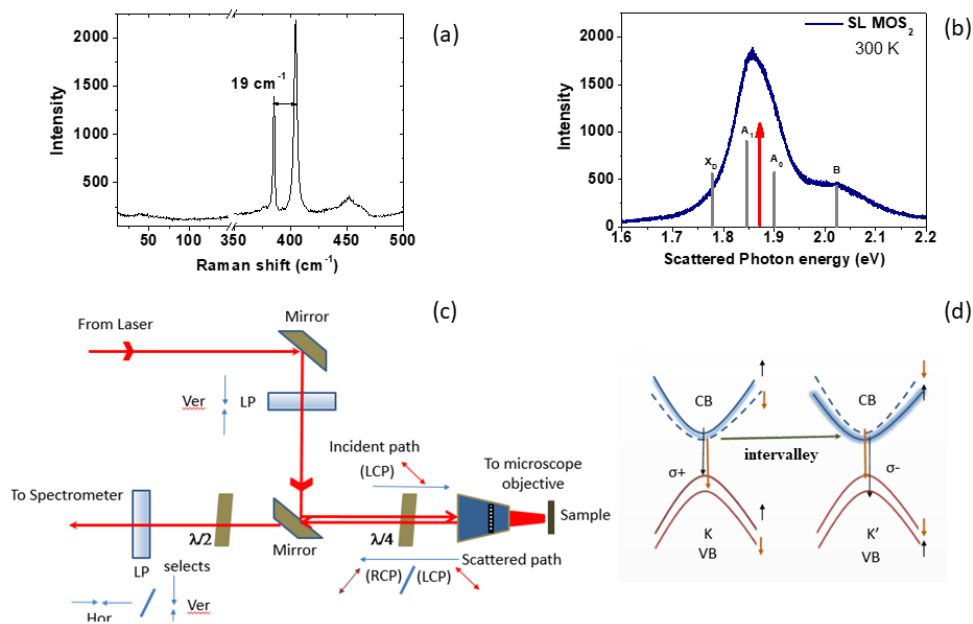 (a)
2000
1500
1000
500
Intensity
19 cm⁻¹
50
100
350
400
450
500
Raman shift (cm⁻¹)
(b)
SL MOS₂
300 K
2000
1500
1000
500
0
Intensity
X_D
A₁
A₀
B
1.6
1.7
1.8
1.9
2.0
2.1
2.2
Scattered Photon energy (eV)
(c)
From Laser
Mirror
Ver
LP
Incident path
(LCP)
To microscope
objective
To Spectrometer
λ/2
Mirror
λ/4
Sample
LP
selects
Scattered path
(RCP)
(LCP)
Hor
Ver
(d)
CB
CB
intervalley
σ+
σ-
K
K′
VB
VB